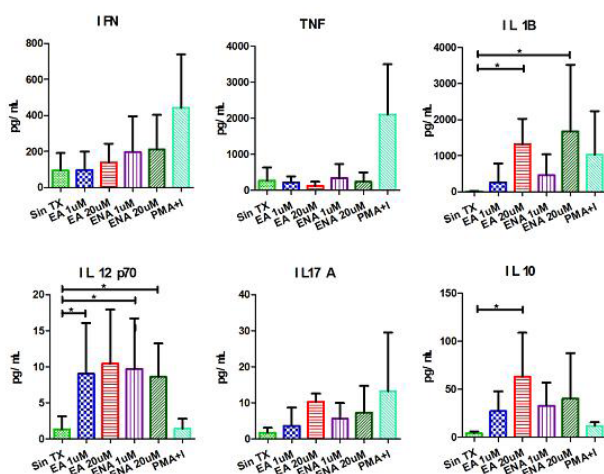 IFN
TNF
IL 1B
pg/ mL
800
600
400
200
0
Sin TX
EA 1uM
EA 20uM
ENA 1uM
ENA 20uM
PMA+I
pg/ mL
4000
3000
2000
1000
0
Sin TX
EA 1uM
EA 20uM
ENA 1uM
ENA 20uM
PMA+I
pg/ mL
4000
3000
2000
1000
0
*
*
Sin TX
EA 1uM
EA 20uM
ENA 1uM
ENA 20uM
PMA+I
IL 12 p70
IL17 A
IL 10
pg/ mL
20
15
10
5
0
*
*
*
Sin TX
EA 1uM
EA 20uM
ENA 1uM
ENA 20uM
PMA+I
pg/ mL
40
30
20
10
0
Sin TX
EA 1uM
EA 20uM
ENA 1uM
ENA 20uM
PMA+I
pg/ mL
150
100
50
0
*
Sin TX
EA 1uM
EA 20uM
ENA 1uM
ENA 20uM
PMA+I